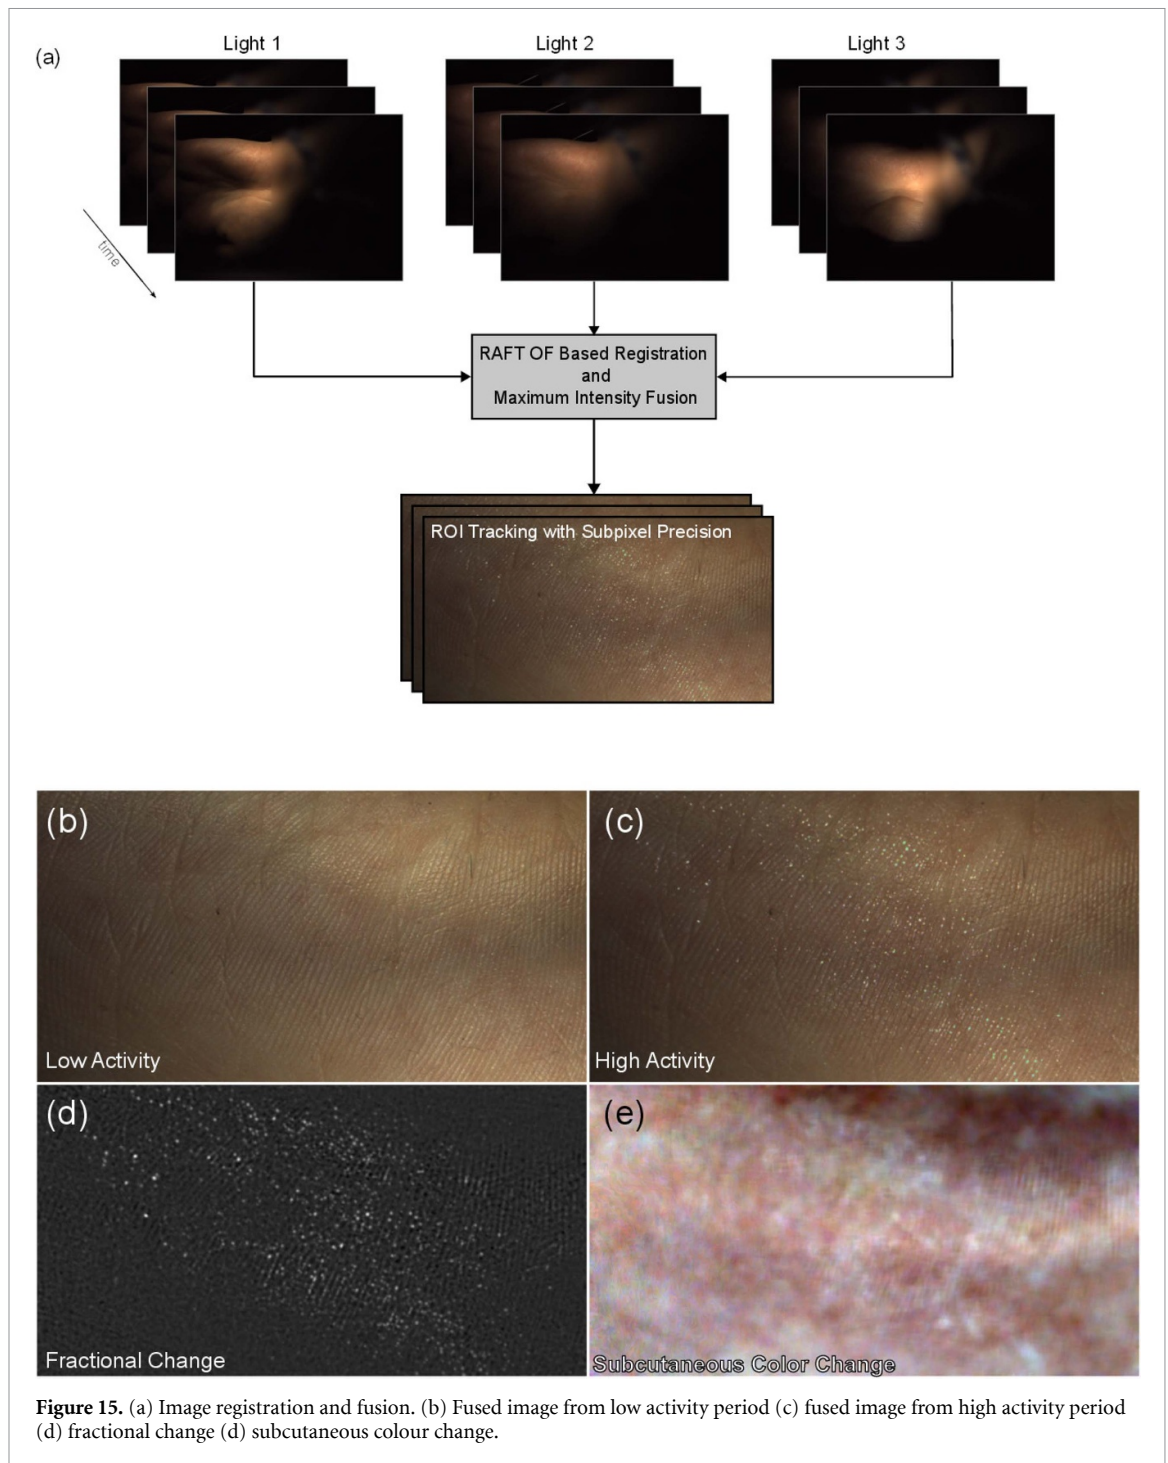 (a)
Light 1
Light 2
Light 3
time
RAFT OF Based Registration
and
Maximum Intensity Fusion
ROI Tracking with Subpixel Precision
(b)
Low Activity
(c)
High Activity
(d)
Fractional Change
(e)
Subcutaneous Color Change
Figure 15. (a) Image registration and fusion. (b) Fused image from low activity period (c) fused image from high activity period
(d) fractional change (d) subcutaneous colour change.